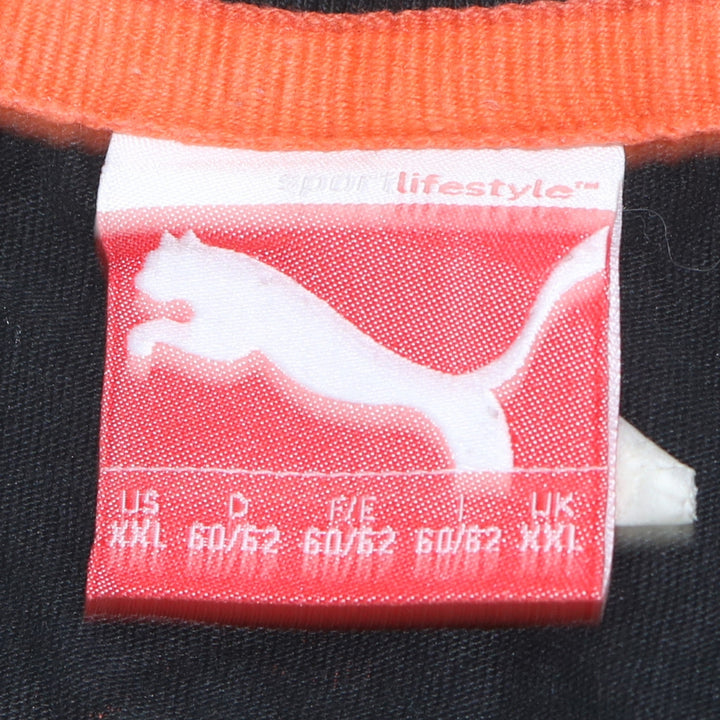 sportlifestyle™
US D F/E I UK
XXL 60/62 60/62 60/62 XXL